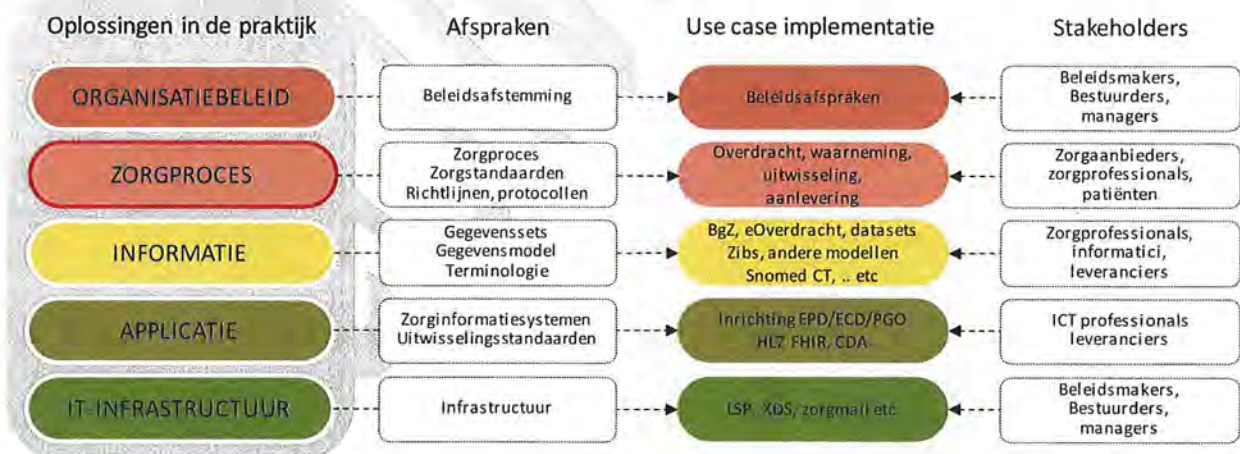 Oplossingen in de praktijk
Afspraken
Use case implementatie
Stakeholders
ORGANISATIEBELEID
Beleidsafstemming
Beleidsafspraken
Beleidsmakers,
Bestuurders,
managers
ZORGPROCES
Zorgproces
Zorgstandaarden
Richtlijnen, protocollen
Overdracht, waarneming,
uitwisseling,
aanlevering
Zorgaanbieders,
zorgprofessionals,
patiënten
INFORMATIE
Gegevenssets
Gegevensmodel
Terminologie
BgZ, eOverdracht, datasets
Zibs, andere modellen
Snomed CT, .. etc
Zorgprofessionals,
informatici,
leveranciers
APPLICATIE
Zorginformatiesystemen
Uitwisselingsstandaarden
Inrichting EPD/ECD/PGO
HL7 FHIR, CDA
ICT professionals
leveranciers
IT-INFRASTRUCTUUR
Infrastructuur
LSP, XDS, zorgmail etc
Beleidsmakers,
Bestuurders,
managers